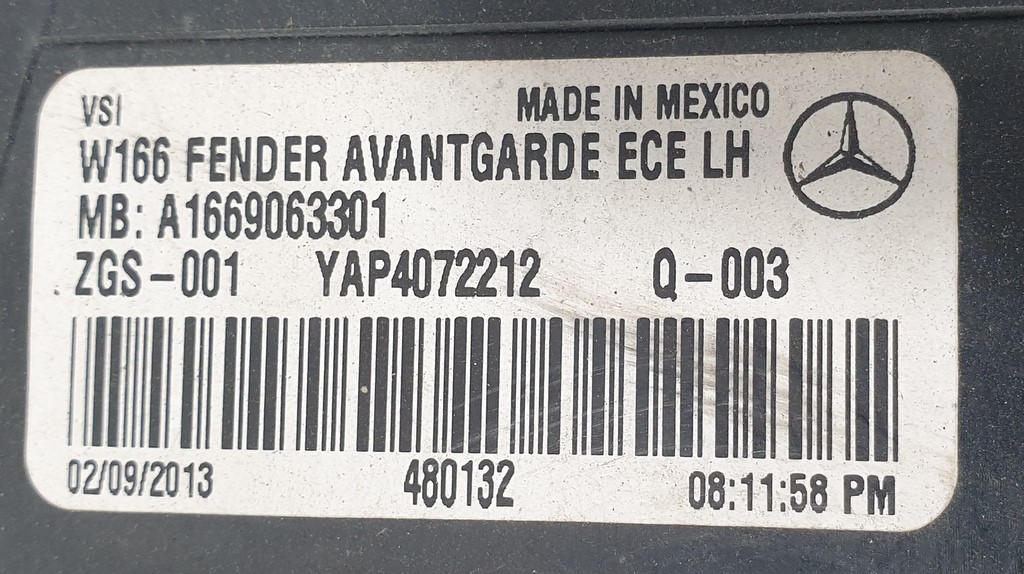 VSI MADE IN MEXICO
W166 FENDER AVANTGARDE ECE LH
MB: A1669063301
ZGS-001 YAP4072212 Q-003
02/09/2013 480132 08:11:58 PM